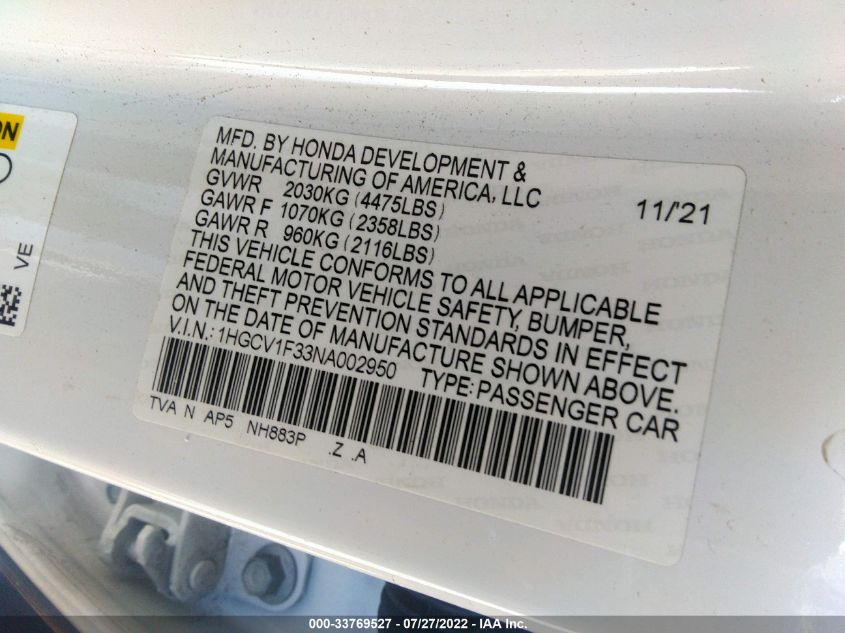 ON
VE
MFD. BY HONDA DEVELOPMENT &
MANUFACTURING OF AMERICA, LLC
GVWR 2030KG (4475LBS) 11/'21
GAWR F 1070KG (2358LBS)
GAWR R 960KG (2116LBS)
THIS VEHICLE CONFORMS TO ALL APPLICABLE
FEDERAL MOTOR VEHICLE SAFETY, BUMPER,
AND THEFT PREVENTION STANDARDS IN EFFECT
ON THE DATE OF MANUFACTURE SHOWN ABOVE.
V.I.N.: 1HGCV1F33NA002950 TYPE: PASSENGER CAR
TVA N AP5 NH883P .Z .A
000-33769527 - 07/27/2022 - IAA Inc.